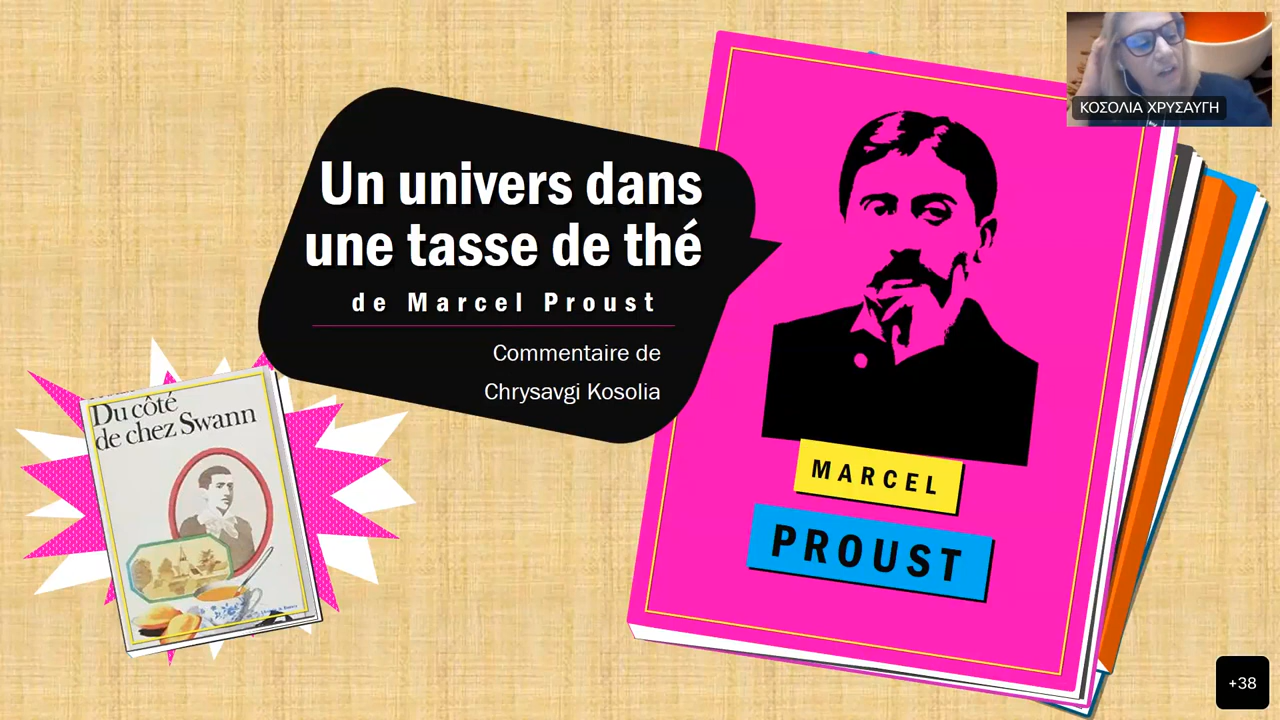 Un univers dans
une tasse de thé
de Marcel Proust
Commentaire de
Chrysavgi Kosolia
Du côté
de chez Swann
MARCEL
PROUST
ΚΟΣΟΛΙΑ ΧΡΥΣΑΥΓΗ
+38